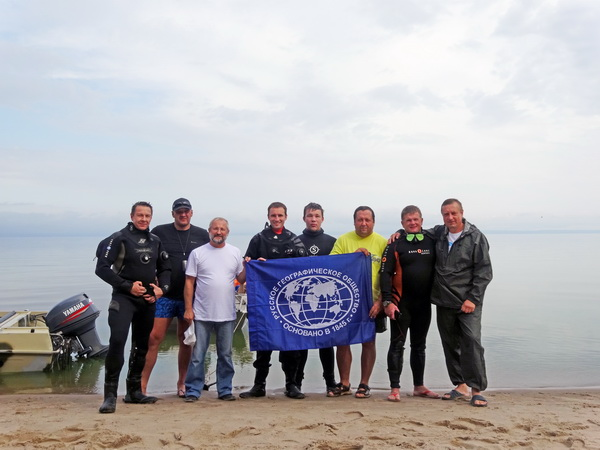 РУССКОЕ ГЕОГРАФИЧЕСКОЕ ОБЩЕСТВО
ОСНОВАНО В 1845 г.
YAMAHA